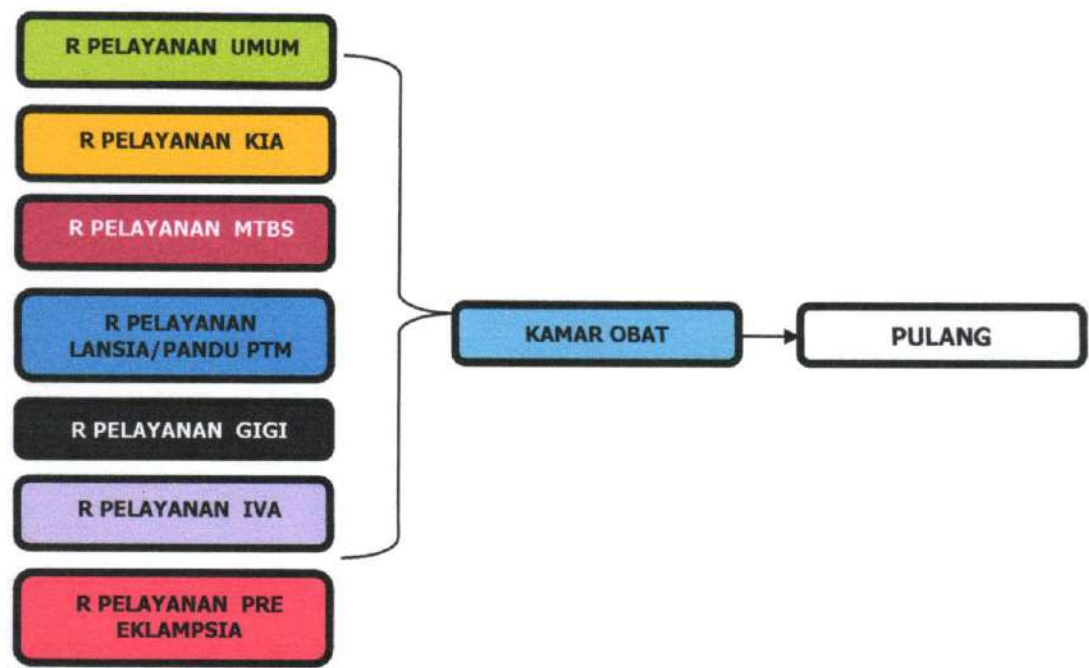 R PELAYANAN UMUM
R PELAYANAN KIA
R PELAYANAN MTBS
R PELAYANAN
LANSIA/PANDU PTM
R PELAYANAN GIGI
R PELAYANAN IVA
R PELAYANAN PRE
EKLAMPSIA
KAMAR OBAT
PULANG